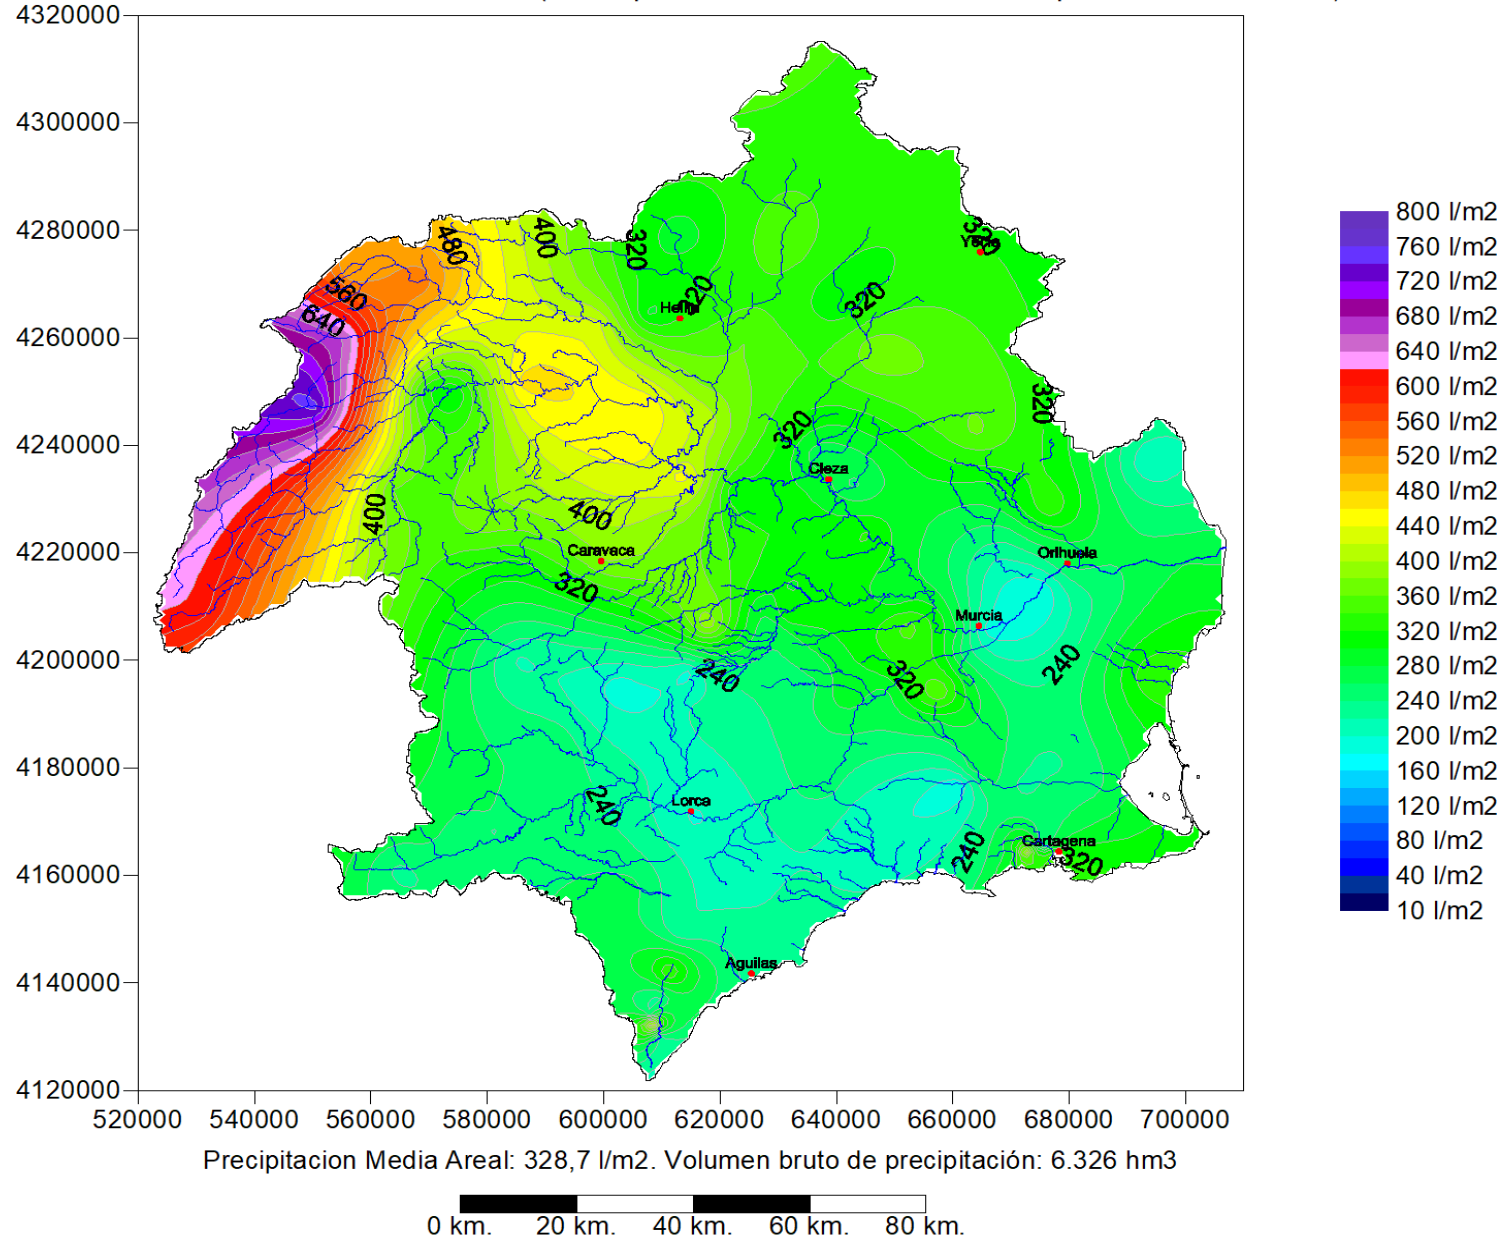 4320000
4300000
4280000
4260000
4240000
4220000
4200000
4180000
4160000
4140000
4120000
520000 540000 560000 580000 600000 620000 640000 660000 680000 700000
480
400
320
320
560
640
320
320
320
320
400
400
320
240
320
240
240
240
320
Hellin
Cieza
Caravaca
Orihuela
Murcia
Lorca
Cartagena
Aguilas
800 l/m2
760 l/m2
720 l/m2
680 l/m2
640 l/m2
600 l/m2
560 l/m2
520 l/m2
480 l/m2
440 l/m2
400 l/m2
360 l/m2
320 l/m2
280 l/m2
240 l/m2
200 l/m2
160 l/m2
120 l/m2
80 l/m2
40 l/m2
10 l/m2
Precipitacion Media Areal: 328,7 l/m2. Volumen bruto de precipitación: 6.326 hm3
0 km. 20 km. 40 km. 60 km. 80 km.